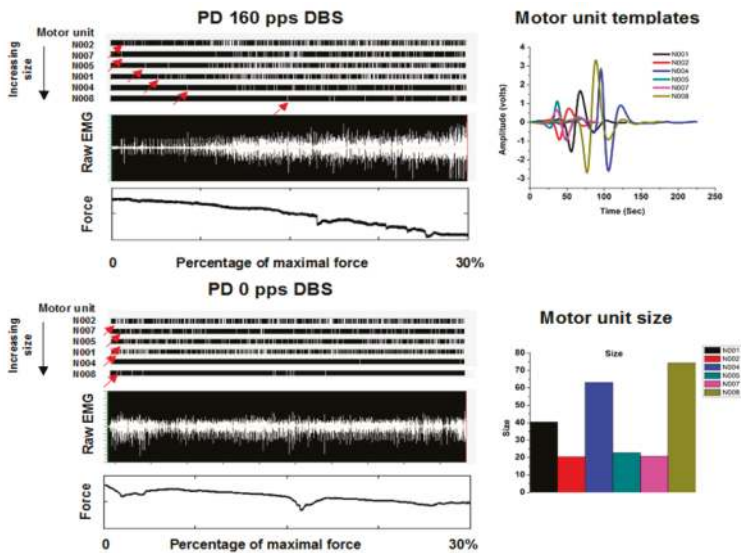 PD 160 pps DBS
Motor unit
Increasing size
N002
N007
N005
N001
N004
N008
Raw EMG
Force
0
30%
Percentage of maximal force
Motor unit templates
4
3
2
1
0
-1
-2
-3
Amplitude (volts)
0
50
100
150
200
250
Time (Sec)
N001
N002
N004
N005
N007
N008
PD 0 pps DBS
Motor unit
Increasing size
N002
N007
N005
N001
N004
N008
Raw EMG
Force
0
30%
Percentage of maximal force
Motor unit size
Size
80
70
60
50
40
30
20
10
0
Size
N001
N002
N004
N005
N007
N008